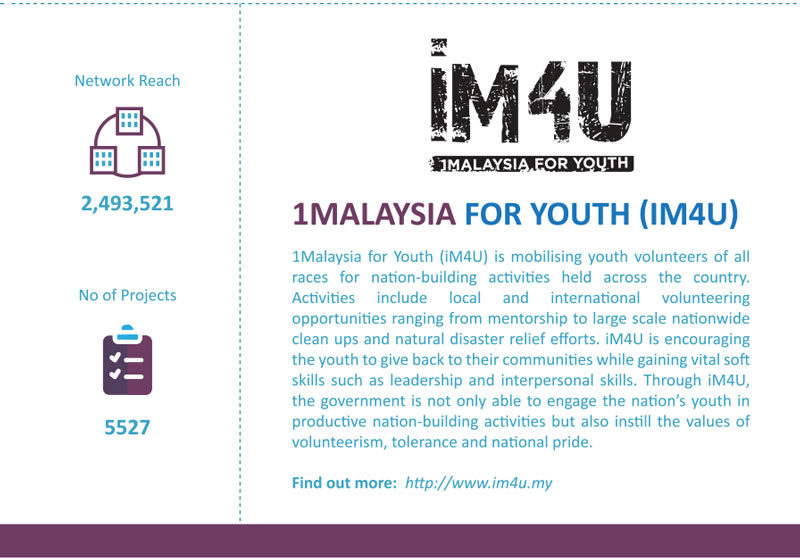 Network Reach
2,493,521
No of Projects
5527
iM4U
1MALAYSIA FOR YOUTH
1MALAYSIA FOR YOUTH (IM4U)
1Malaysia for Youth (iM4U) is mobilising youth volunteers of all
races for nation-building activities held across the country.
Activities include local and international volunteering
opportunities ranging from mentorship to large scale nationwide
clean ups and natural disaster relief efforts. iM4U is encouraging
the youth to give back to their communities while gaining vital soft
skills such as leadership and interpersonal skills. Through iM4U,
the government is not only able to engage the nation’s youth in
productive nation-building activities but also instill the values of
volunteerism, tolerance and national pride.
Find out more: http://www.im4u.my